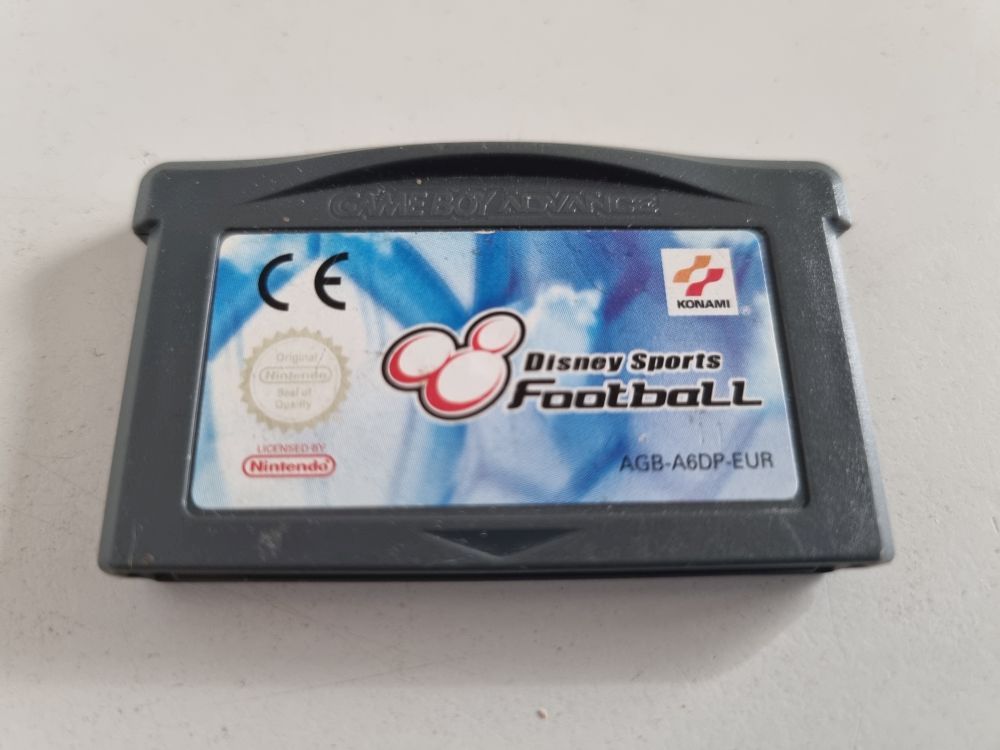 GAME BOY ADVANCE
CE
KONAMI
Original
Nintendo
Seal of
Quality
Disney Sports
Football
LICENSED BY
Nintendo
AGB-A6DP-EUR